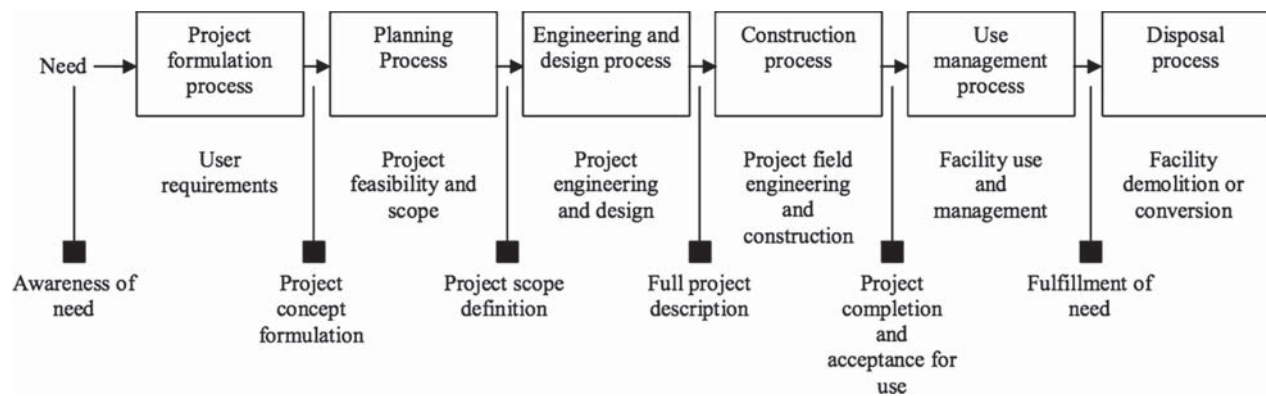 Need
Project
formulation
process
Planning
Process
Engineering and
design process
Construction
process
Use
management
process
Disposal
process
User
requirements
Project
feasibility and
scope
Project
engineering
and design
Project field
engineering
and
construction
Facility use
and
management
Facility
demolition or
conversion
Awareness of
need
Project
concept
formulation
Project scope
definition
Full project
description
Project
completion
and
acceptance for
use
Fulfillment of
need